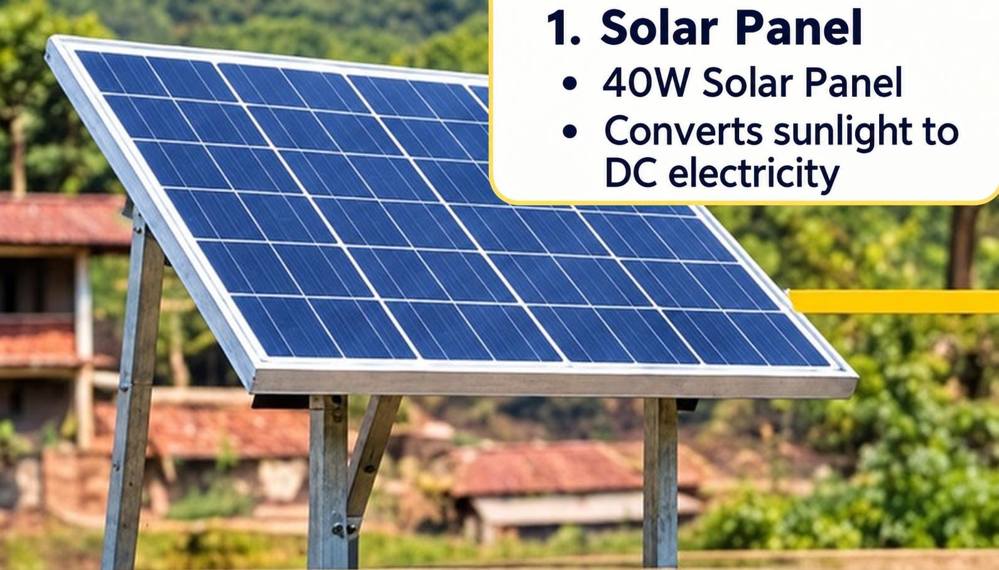 1. Solar Panel
• 40W Solar Panel
• Converts sunlight to
DC electricity